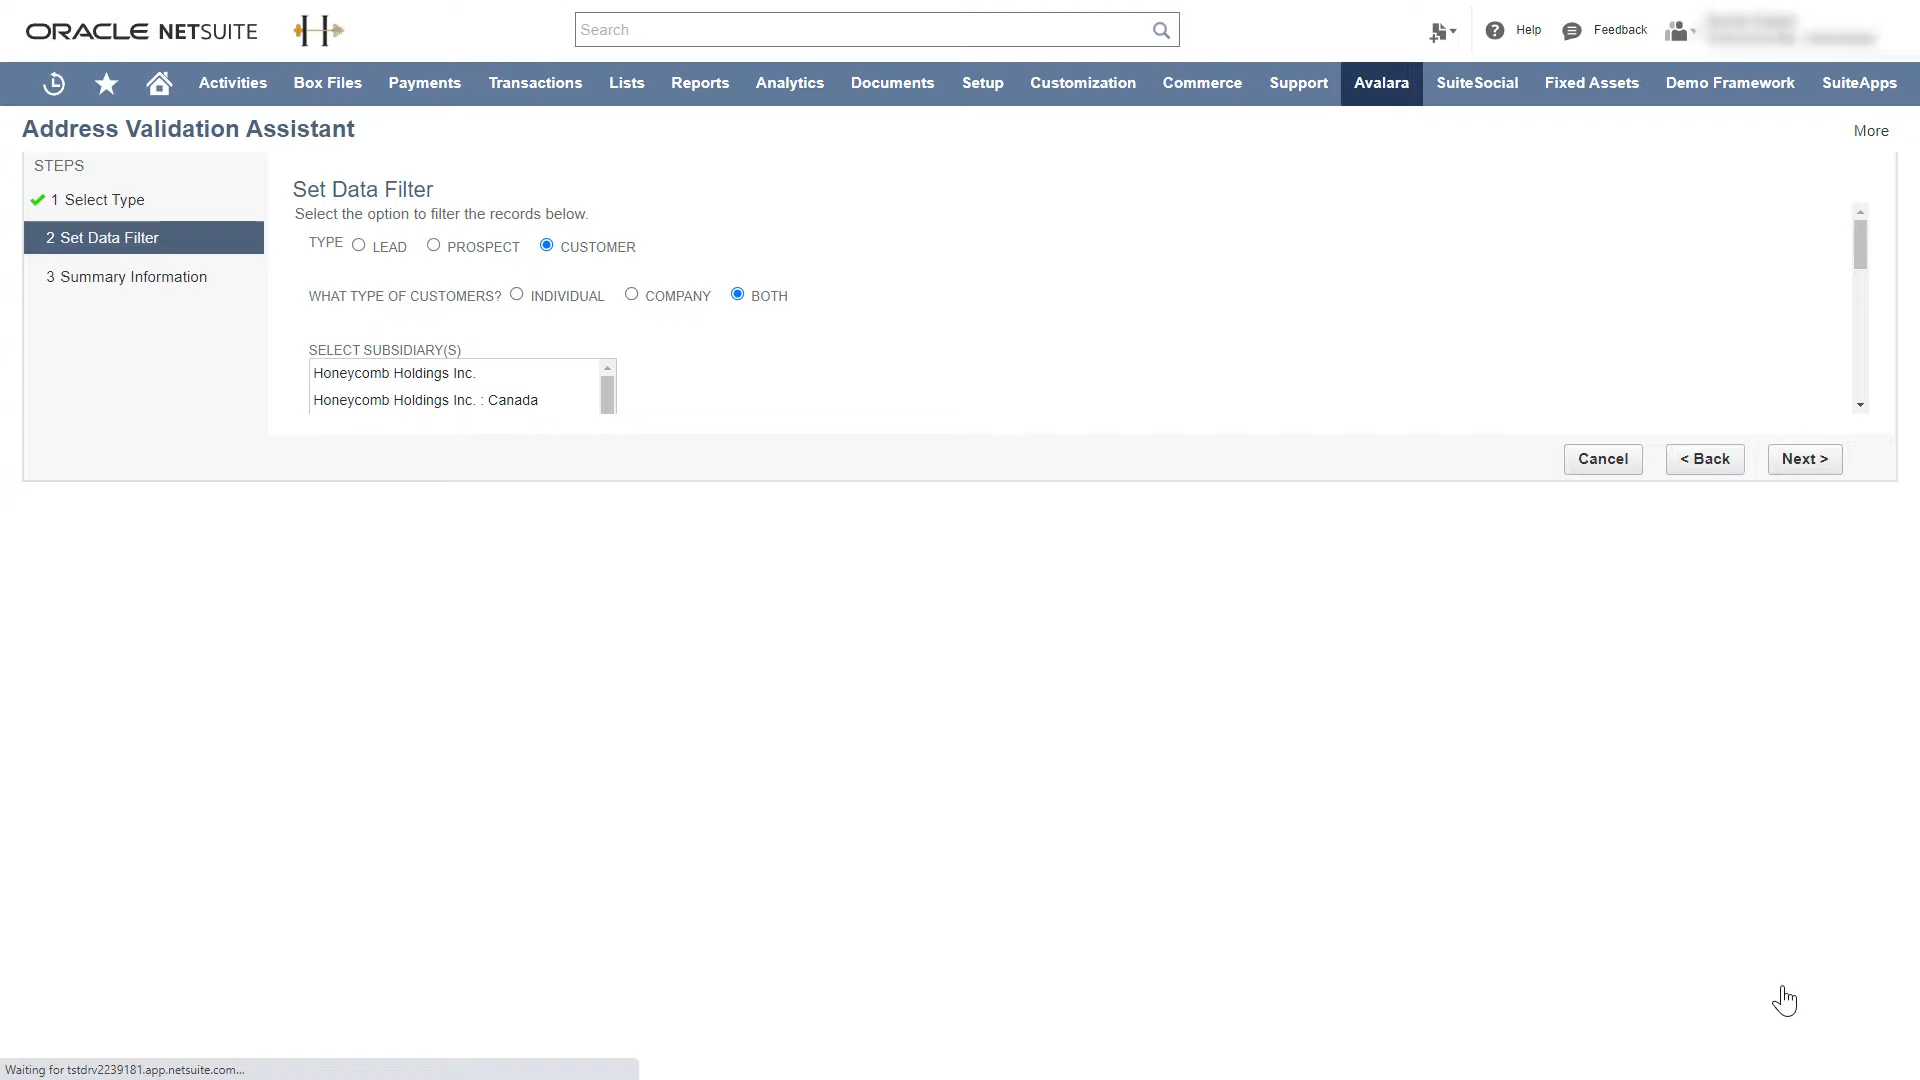 ORACLE NETSUITE
H
Search
Help
Feedback
Activities
Box Files
Payments
Transactions
Lists
Reports
Analytics
Documents
Setup
Customization
Commerce
Support
Avalara
SuiteSocial
Fixed Assets
Demo Framework
SuiteApps
Address Validation Assistant
More
STEPS
1 Select Type
2 Set Data Filter
3 Summary Information
Set Data Filter
Select the option to filter the records below.
TYPE LEAD PROSPECT CUSTOMER
WHAT TYPE OF CUSTOMERS? INDIVIDUAL COMPANY BOTH
SELECT SUBSIDIARY(S)
Honeycomb Holdings Inc.
Honeycomb Holdings Inc. : Canada
Cancel
< Back
Next >
Waiting for tstdrv2239181.app.netsuite.com...